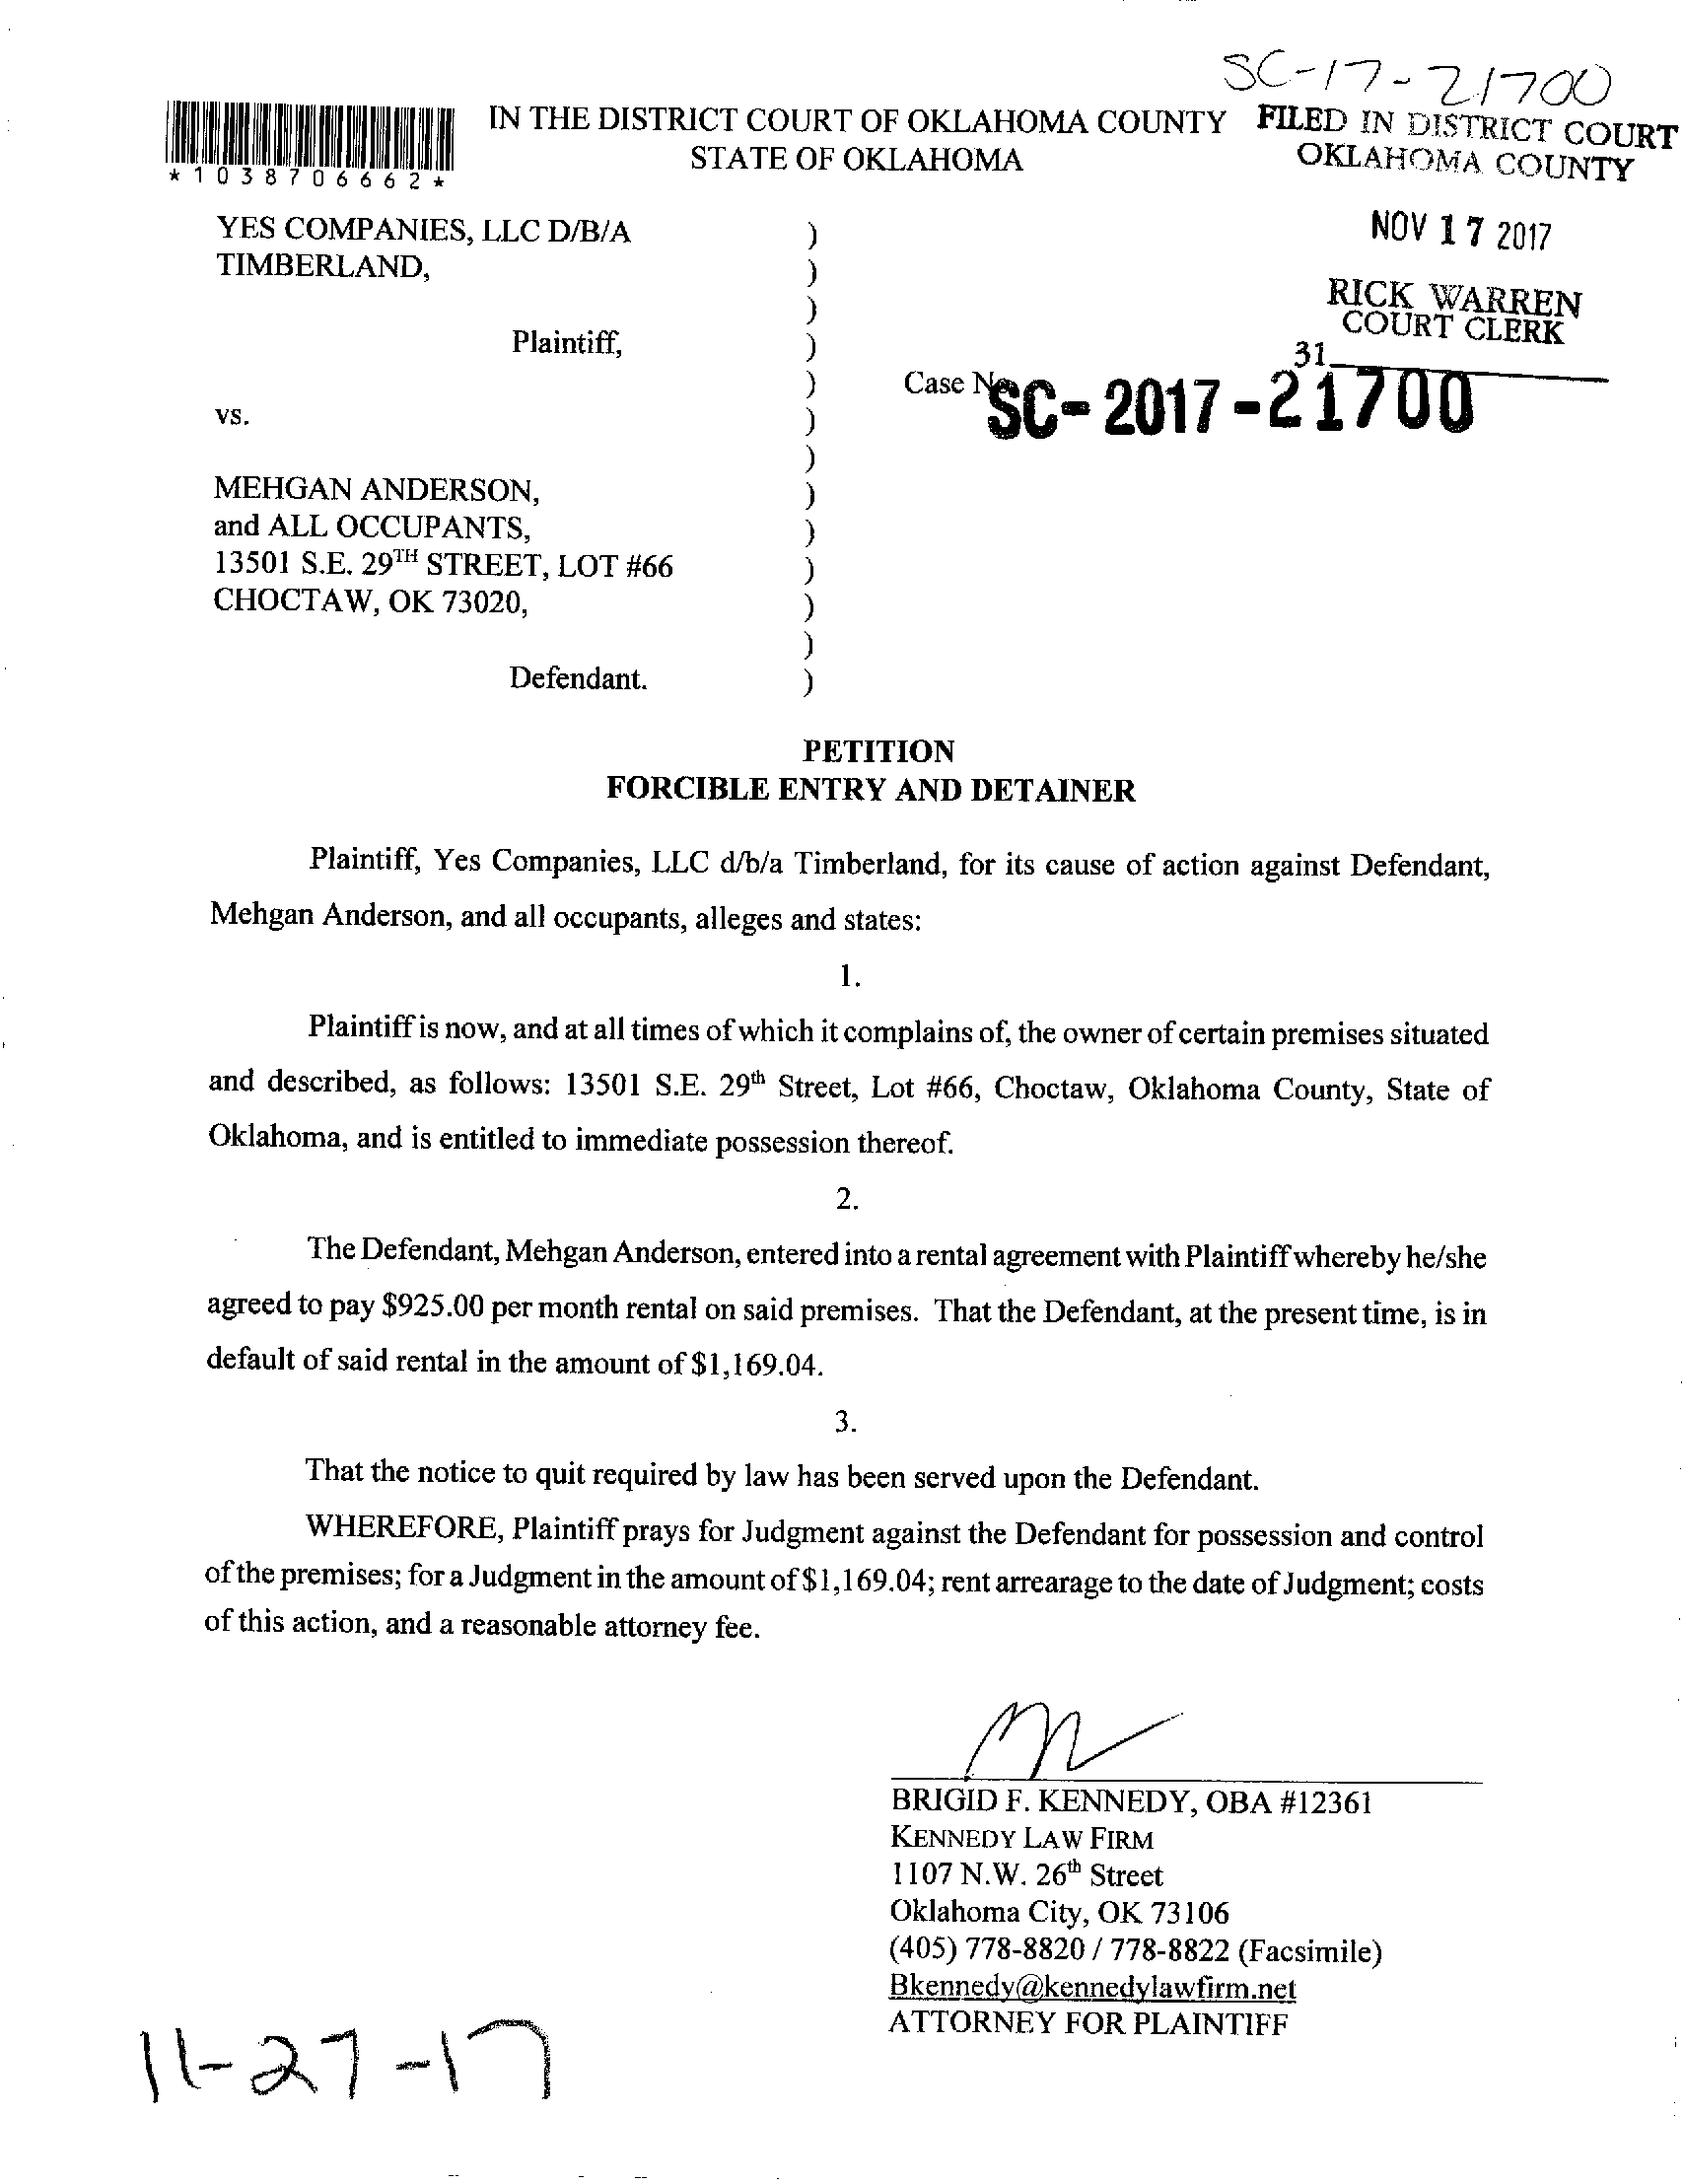 SC-17-21700
*1038706662*
IN THE DISTRICT COURT OF OKLAHOMA COUNTY
STATE OF OKLAHOMA
FILED IN DISTRICT COURT
OKLAHOMA COUNTY
NOV 17 2017
RICK WARREN
COURT CLERK
31
YES COMPANIES, LLC D/B/A )
TIMBERLAND, )
)
Plaintiff, )
) Case No. SC-2017-21700
vs. )
)
MEHGAN ANDERSON, )
and ALL OCCUPANTS, )
13501 S.E. 29TH STREET, LOT #66 )
CHOCTAW, OK 73020, )
)
Defendant. )
PETITION
FORCIBLE ENTRY AND DETAINER
Plaintiff, Yes Companies, LLC d/b/a Timberland, for its cause of action against Defendant,
Mehgan Anderson, and all occupants, alleges and states:
1.
Plaintiff is now, and at all times of which it complains of, the owner of certain premises situated
and described, as follows: 13501 S.E. 29th Street, Lot #66, Choctaw, Oklahoma County, State of
Oklahoma, and is entitled to immediate possession thereof.
2.
The Defendant, Mehgan Anderson, entered into a rental agreement with Plaintiff whereby he/she
agreed to pay $925.00 per month rental on said premises. That the Defendant, at the present time, is in
default of said rental in the amount of $1,169.04.
3.
That the notice to quit required by law has been served upon the Defendant.
WHEREFORE, Plaintiff prays for Judgment against the Defendant for possession and control
of the premises; for a Judgment in the amount of $1,169.04; rent arrearage to the date of Judgment; costs
of this action, and a reasonable attorney fee.
BRIGID F. KENNEDY, OBA #12361
KENNEDY LAW FIRM
1107 N.W. 26th Street
Oklahoma City, OK 73106
(405) 778-8820 / 778-8822 (Facsimile)
Bkennedy@kennedylawfirm.net
ATTORNEY FOR PLAINTIFF
11-27-17